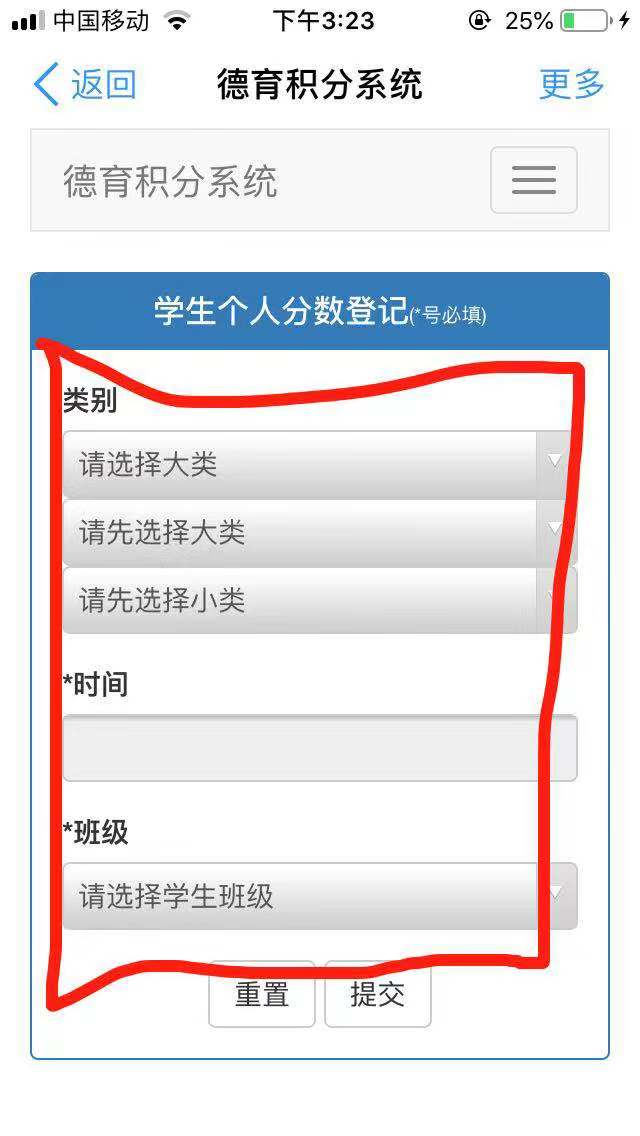 中国移动 下午3:23 25%
返回 德育积分系统 更多
德育积分系统
学生个人分数登记(*号必填)
类别
请选择大类
请先选择大类
请先选择小类
*时间
*班级
请选择学生班级
重置 提交